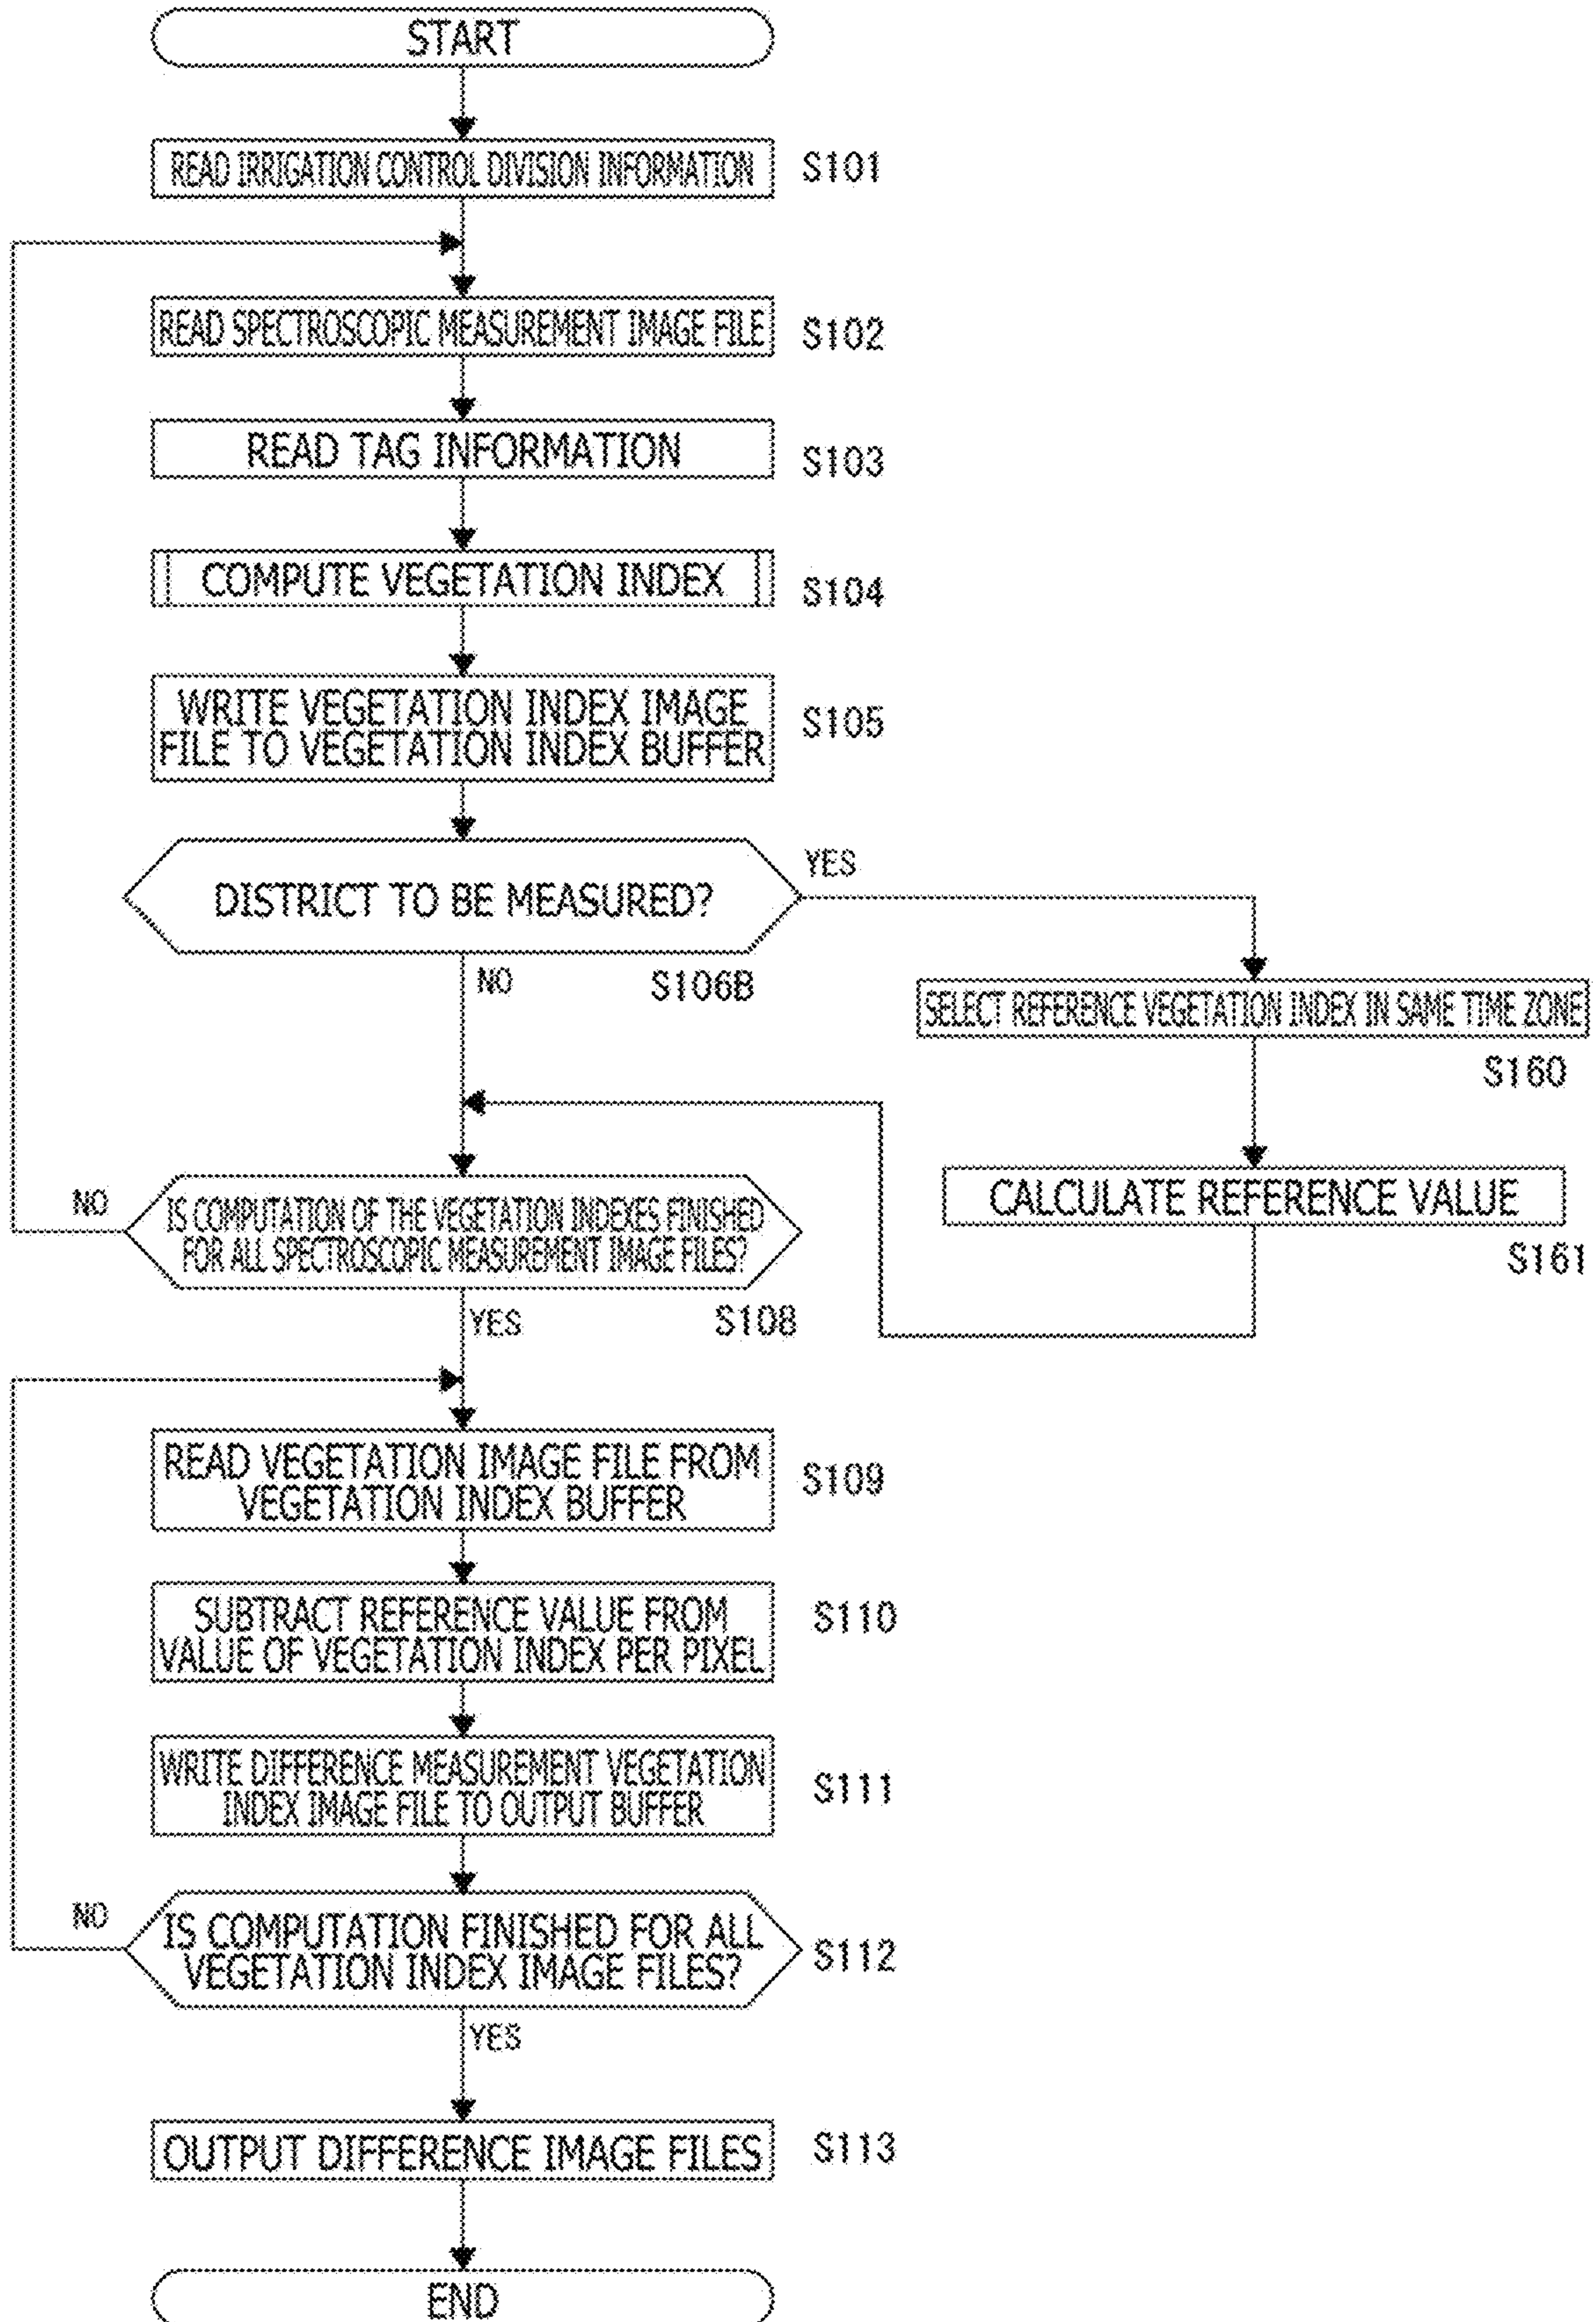 START
READ IRRIGATION CONTROL DIVISION INFORMATION
S101
READ SPECTROSCOPIC MEASUREMENT IMAGE FILE
S102
READ TAG INFORMATION
S103
COMPUTE VEGETATION INDEX
S104
WRITE VEGETATION INDEX IMAGE
FILE TO VEGETATION INDEX BUFFER
S105
DISTRICT TO BE MEASURED?
YES
NO
S106B
SELECT REFERENCE VEGETATION INDEX IN SAME TIME ZONE
S160
CALCULATE REFERENCE VALUE
S161
NO
IS COMPUTATION OF THE VEGETATION INDEXES FINISHED
FOR ALL SPECTROSCOPIC MEASUREMENT IMAGE FILES?
YES
S108
READ VEGETATION IMAGE FILE FROM
VEGETATION INDEX BUFFER
S109
SUBTRACT REFERENCE VALUE FROM
VALUE OF VEGETATION INDEX PER PIXEL
S110
WRITE DIFFERENCE MEASUREMENT VEGETATION
INDEX IMAGE FILE TO OUTPUT BUFFER
S111
NO
IS COMPUTATION FINISHED FOR ALL
VEGETATION INDEX IMAGE FILES?
S112
YES
OUTPUT DIFFERENCE IMAGE FILES
S113
END